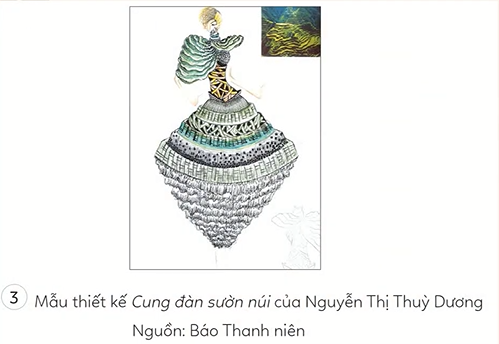 3 Mẫu thiết kế Cung đàn sườn núi của Nguyễn Thị Thuỳ Dương
Nguồn: Báo Thanh niên